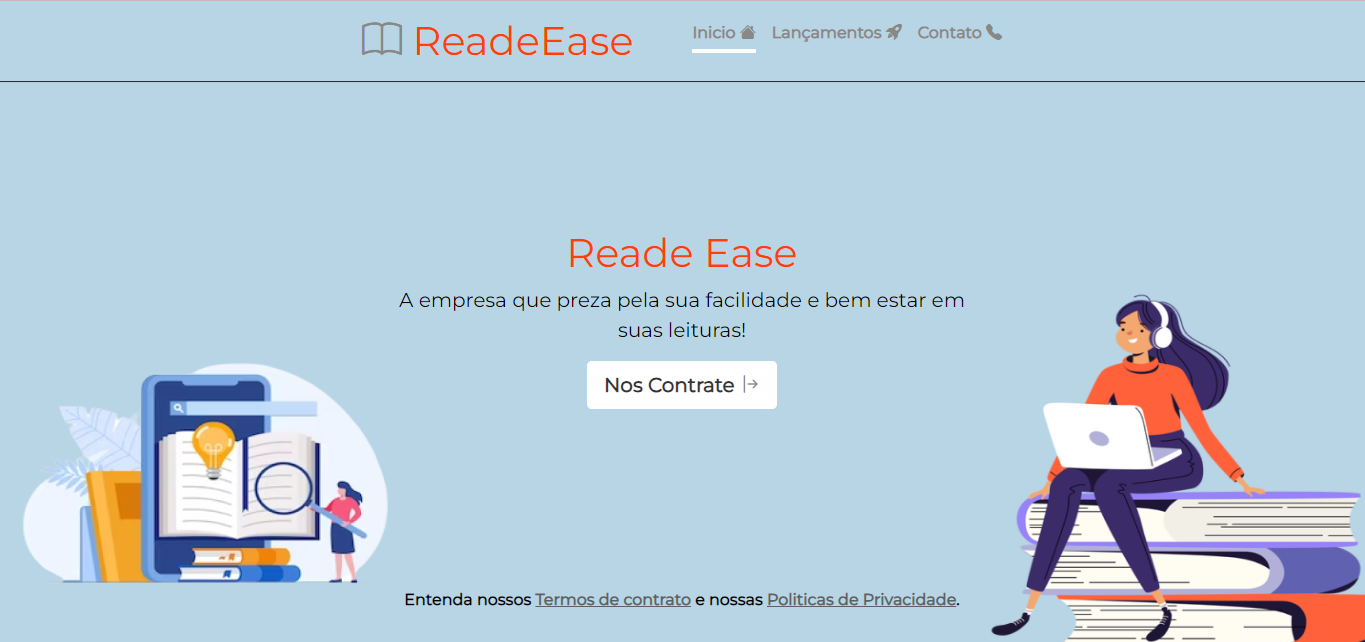 ReadeEase
Inicio Lançamentos Contato
Reade Ease
A empresa que preza pela sua facilidade e bem estar em
suas leituras!
Nos Contrate
Entenda nossos Termos de contrato e nossas Politicas de Privacidade.